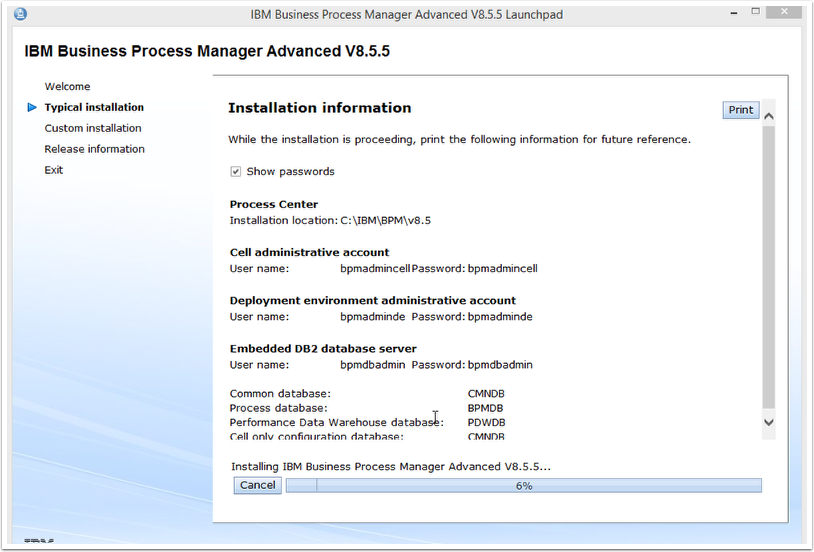 IBM Business Process Manager Advanced V8.5.5 Launchpad
IBM Business Process Manager Advanced V8.5.5
Welcome
Typical installation
Custom installation
Release information
Exit
Installation information
Print
While the installation is proceeding, print the following information for future reference.
Show passwords
Process Center
Installation location: C:\IBM\BPM\v8.5
Cell administrative account
User name: bpmadmincell Password: bpmadmincell
Deployment environment administrative account
User name: bpmadminde Password: bpmadminde
Embedded DB2 database server
User name: bpmdbadmin Password: bpmdbadmin
Common database: CMNDB
Process database: BPMDB
Performance Data Warehouse database: PDWDB
Cell only configuration database: CMNDB
Installing IBM Business Process Manager Advanced V8.5.5...
Cancel
6%
IBM